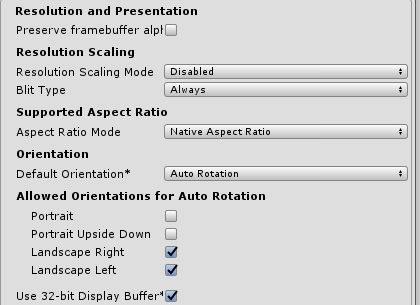 Resolution and Presentation
Preserve framebuffer alph
Resolution Scaling
Resolution Scaling Mode Disabled
Blit Type Always
Supported Aspect Ratio
Aspect Ratio Mode Native Aspect Ratio
Orientation
Default Orientation* Auto Rotation
Allowed Orientations for Auto Rotation
Portrait
Portrait Upside Down
Landscape Right
Landscape Left
Use 32-bit Display Buffer*